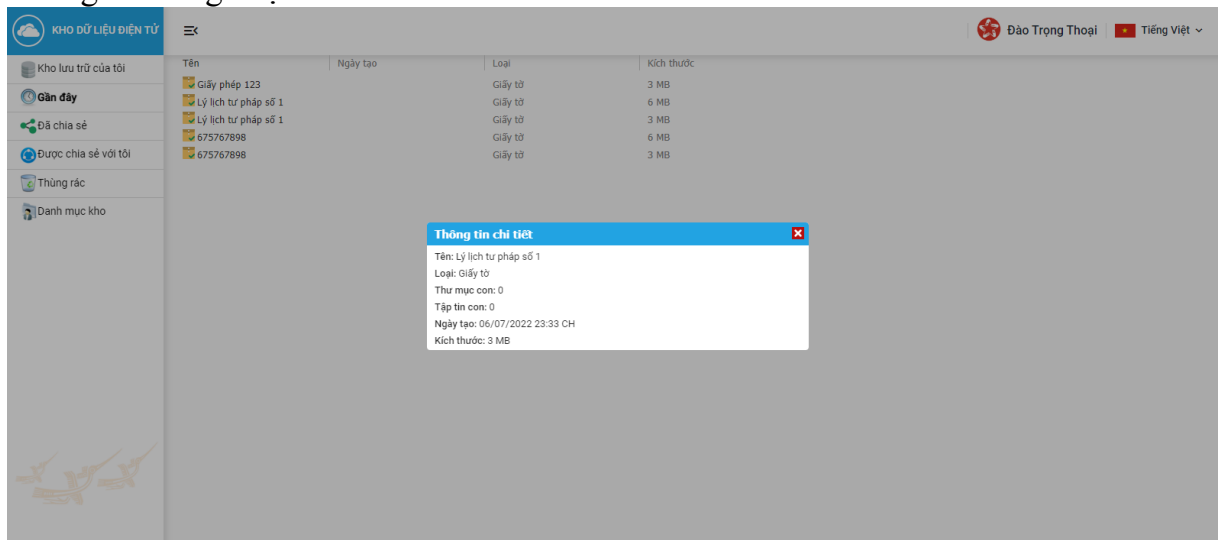 KHO DỮ LIỆU ĐIỆN TỬ
Đào Trọng Thoại
Tiếng Việt
Kho lưu trữ của tôi
Gần đây
Đã chia sẻ
Được chia sẻ với tôi
Thùng rác
Danh mục kho
Tên Ngày tạo Loại Kích thước
Giấy phép 123 Giấy tờ 3 MB
Lý lịch tư pháp số 1 Giấy tờ 6 MB
Lý lịch tư pháp số 1 Giấy tờ 3 MB
675767898 Giấy tờ 6 MB
675767898 Giấy tờ 3 MB
Thông tin chi tiết
Tên: Lý lịch tư pháp số 1
Loại: Giấy tờ
Thư mục con: 0
Tập tin con: 0
Ngày tạo: 06/07/2022 23:33 CH
Kích thước: 3 MB